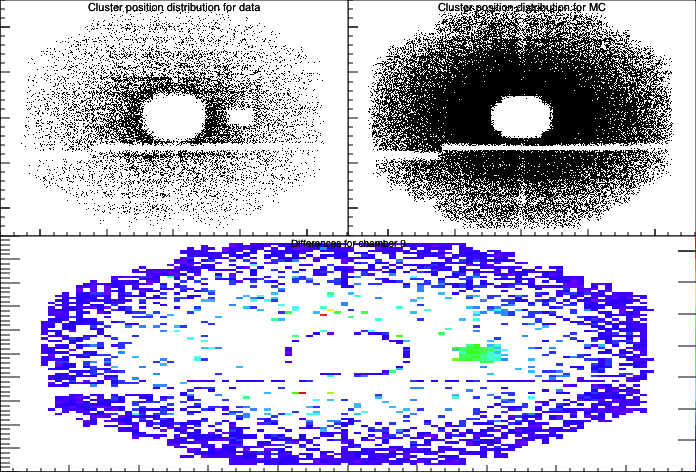 Cluster position distribution for data
Cluster position distribution for MC
Differences for chamber 9